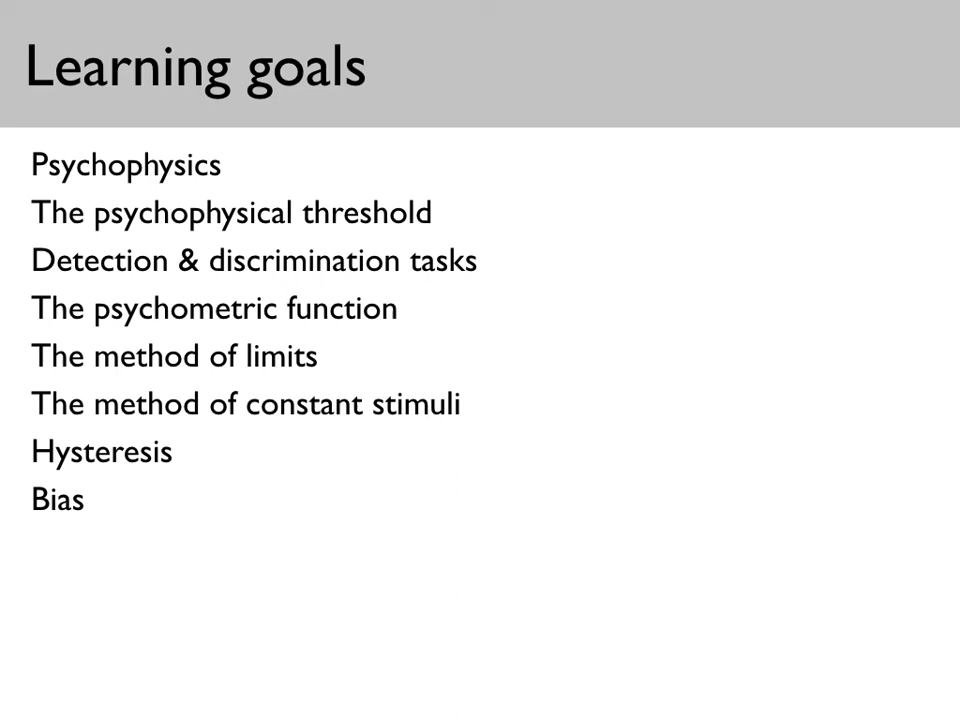 Learning goals
Psychophysics
The psychophysical threshold
Detection & discrimination tasks
The psychometric function
The method of limits
The method of constant stimuli
Hysteresis
Bias